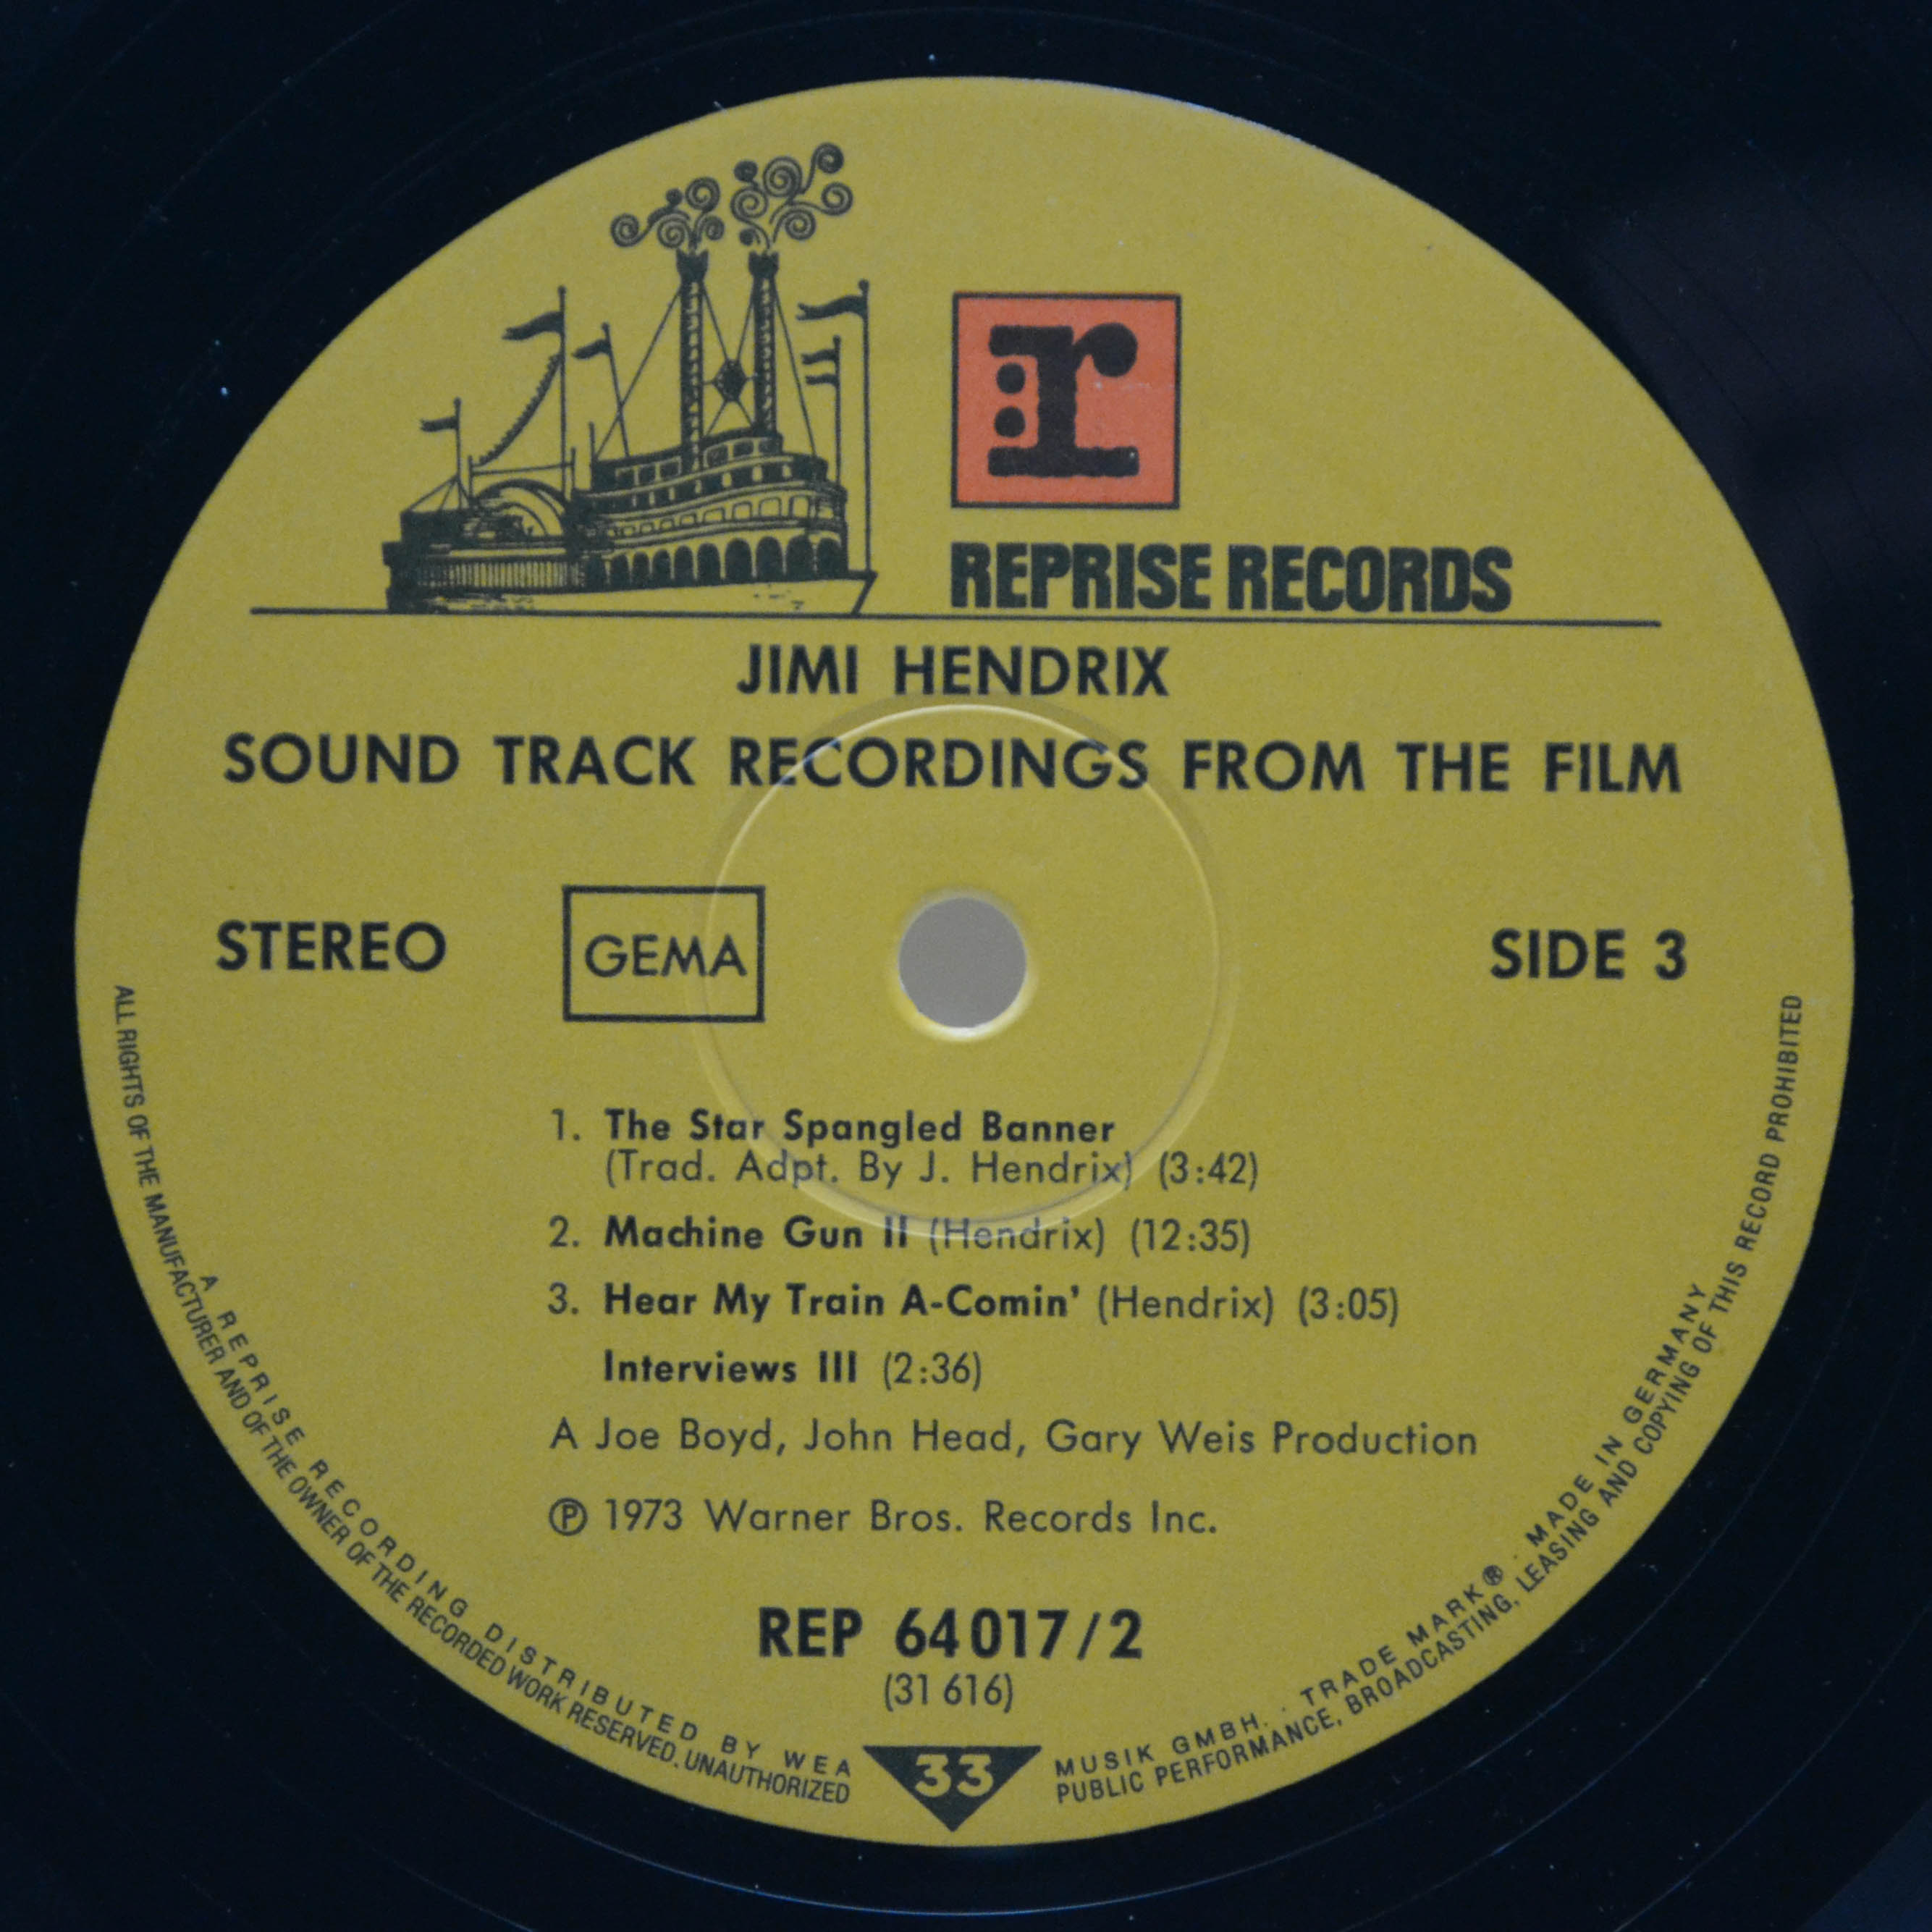 r
REPRISE RECORDS
JIMI HENDRIX
SOUND TRACK RECORDINGS FROM THE FILM
STEREO
GEMA
SIDE 3
1. The Star Spangled Banner
(Trad. Adpt. By J. Hendrix) (3:42)
2. Machine Gun II (Hendrix) (12:35)
3. Hear My Train A-Comin' (Hendrix) (3:05)
Interviews III (2:36)
A Joe Boyd, John Head, Gary Weis Production
℗ 1973 Warner Bros. Records Inc.
REP 64017/2
(31 616)
33
A REPRISE RECORDING DISTRIBUTED BY WEA MUSIK GMBH. · TRADE MARK® · MADE IN GERMANY
ALL RIGHTS OF THE MANUFACTURER AND OF THE OWNER OF THE RECORDED WORK RESERVED. UNAUTHORIZED PUBLIC PERFORMANCE, BROADCASTING, LEASING AND COPYING OF THIS RECORD PROHIBITED